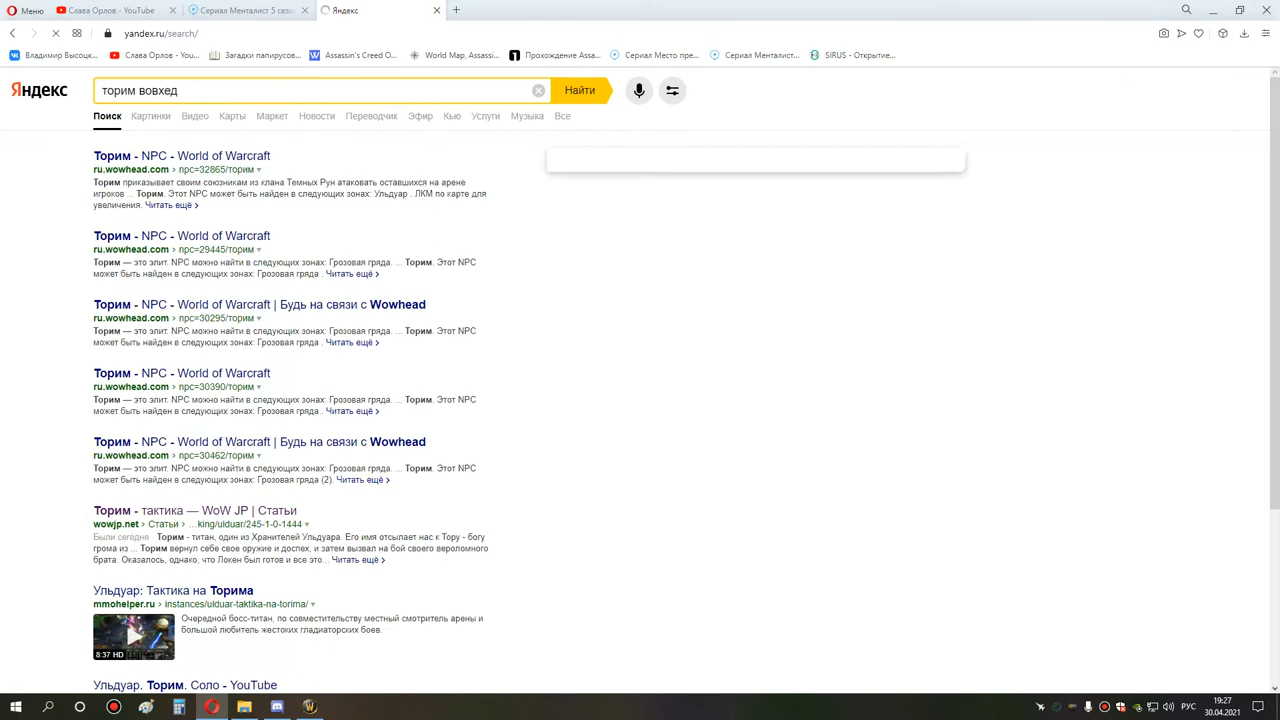 Меню
Слава Орлов - YouTube
Сериал Менталист 5 сезо
Яндекс
yandex.ru/search/
Владимир Высоцк...
Слава Орлов - You...
Загадки папирусов...
Assassin's Creed О...
World Map, Assassi...
Прохождение Assa...
Сериал Место пре...
Сериал Менталист...
SIRUS - Открытие...
Яндекс
торим вовхед
Найти
Поиск Картинки Видео Карты Маркет Новости Переводчик Эфир Кью Услуги Музыка Все
Торим - NPC - World of Warcraft
ru.wowhead.com › npc=32865/торим
Торим приказывает своим союзникам из клана Темных Рун атаковать оставшихся на арене
игроков ... Торим. Этот NPC может быть найден в следующих зонах: Ульдуар . ЛКМ по карте для
увеличения. Читать ещё ›
Торим - NPC - World of Warcraft
ru.wowhead.com › npc=29445/торим
Торим — это элит. NPC можно найти в следующих зонах: Грозовая гряда. ... Торим. Этот NPC
может быть найден в следующих зонах: Грозовая гряда . Читать ещё ›
Торим - NPC - World of Warcraft | Будь на связи с Wowhead
ru.wowhead.com › npc=30295/торим
Торим — это элит. NPC можно найти в следующих зонах: Грозовая гряда. ... Торим. Этот NPC
может быть найден в следующих зонах: Грозовая гряда . Читать ещё ›
Торим - NPC - World of Warcraft
ru.wowhead.com › npc=30390/торим
Торим — это элит. NPC можно найти в следующих зонах: Грозовая гряда. ... Торим. Этот NPC
может быть найден в следующих зонах: Грозовая гряда . Читать ещё ›
Торим - NPC - World of Warcraft | Будь на связи с Wowhead
ru.wowhead.com › npc=30462/торим
Торим — это элит. NPC можно найти в следующих зонах: Грозовая гряда. ... Торим. Этот NPC
может быть найден в следующих зонах: Грозовая гряда (2). Читать ещё ›
Торим - тактика — WoW JP | Статьи
wowjp.net › Статьи › ... king/ulduar/245-1-0-1444
Были сегодня · Торим - титан, один из Хранителей Ульдуара. Его имя отсылает нас к Тору - богу
грома из ... Торим вернул себе свое оружие и доспех, и затем вызвал на бой своего вероломного
брата. Оказалось, однако, что Локен был готов и все это... Читать ещё ›
Ульдуар: Тактика на Торима
mmohelper.ru › instances/ulduar-taktika-na-torima/
Очередной босс-титан, по совместительству местный смотритель арены и
большой любитель жестоких гладиаторских боев.
8:37 HD
Ульдуар. Торим. Соло - YouTube
РУС
19:27
30.04.2021